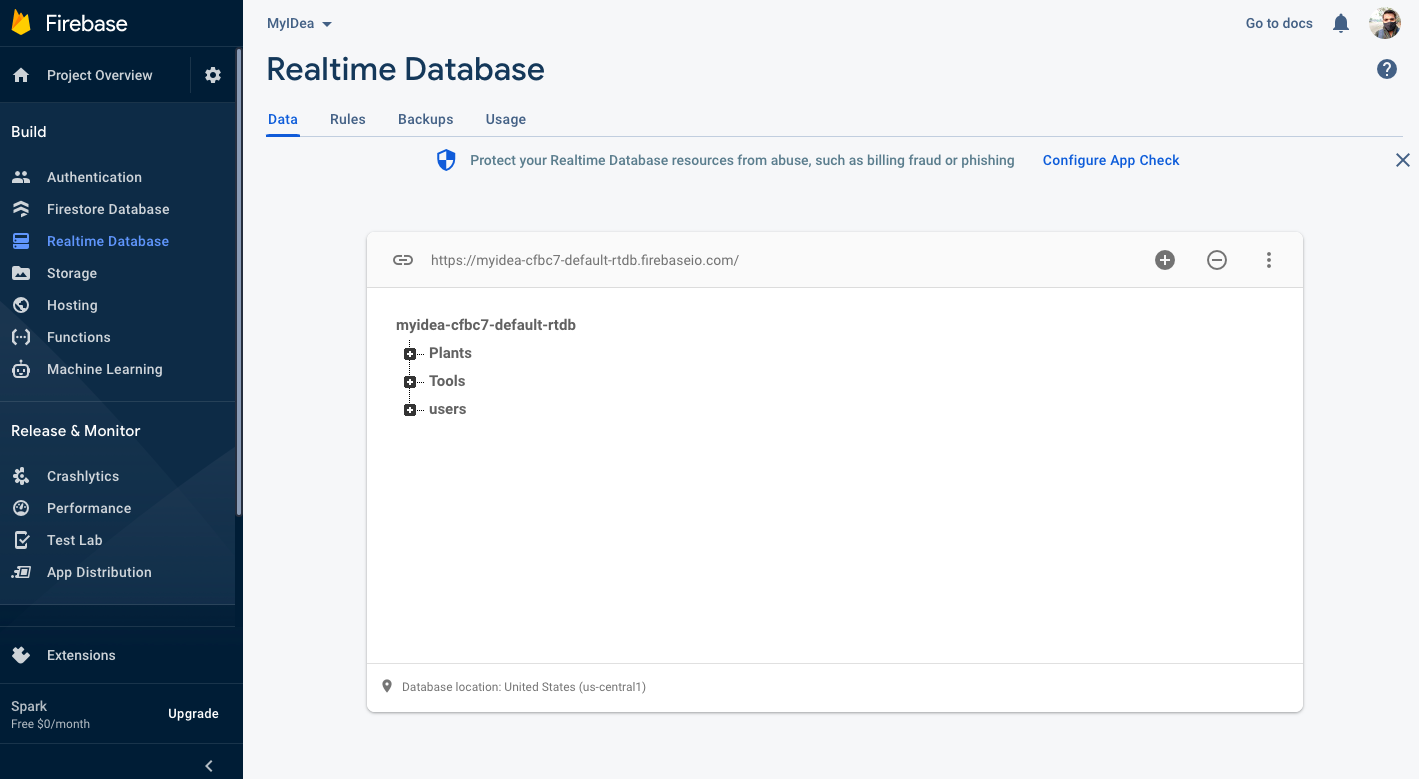 Firebase
Project Overview
Build
Authentication
Firestore Database
Realtime Database
Storage
Hosting
Functions
Machine Learning
Release & Monitor
Crashlytics
Performance
Test Lab
App Distribution
Extensions
Spark
Free $0/month
Upgrade
MyIDea
Go to docs
Realtime Database
Data Rules Backups Usage
Protect your Realtime Database resources from abuse, such as billing fraud or phishing Configure App Check
https://myidea-cfbc7-default-rtdb.firebaseio.com/
myidea-cfbc7-default-rtdb
Plants
Tools
users
Database location: United States (us-central1)